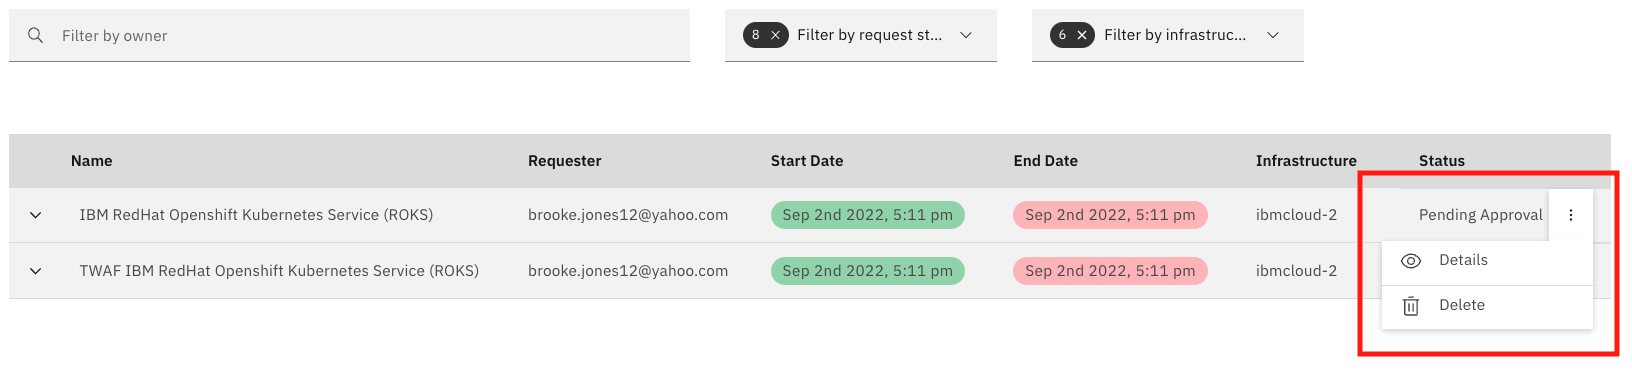 Filter by owner
8 × Filter by request st...
6 × Filter by infrastruc...
Name Requester Start Date End Date Infrastructure Status
IBM RedHat Openshift Kubernetes Service (ROKS) brooke.jones12@yahoo.com Sep 2nd 2022, 5:11 pm Sep 2nd 2022, 5:11 pm ibmcloud-2 Pending Approval
TWAF IBM RedHat Openshift Kubernetes Service (ROKS) brooke.jones12@yahoo.com Sep 2nd 2022, 5:11 pm Sep 2nd 2022, 5:11 pm ibmcloud-2
Details
Delete